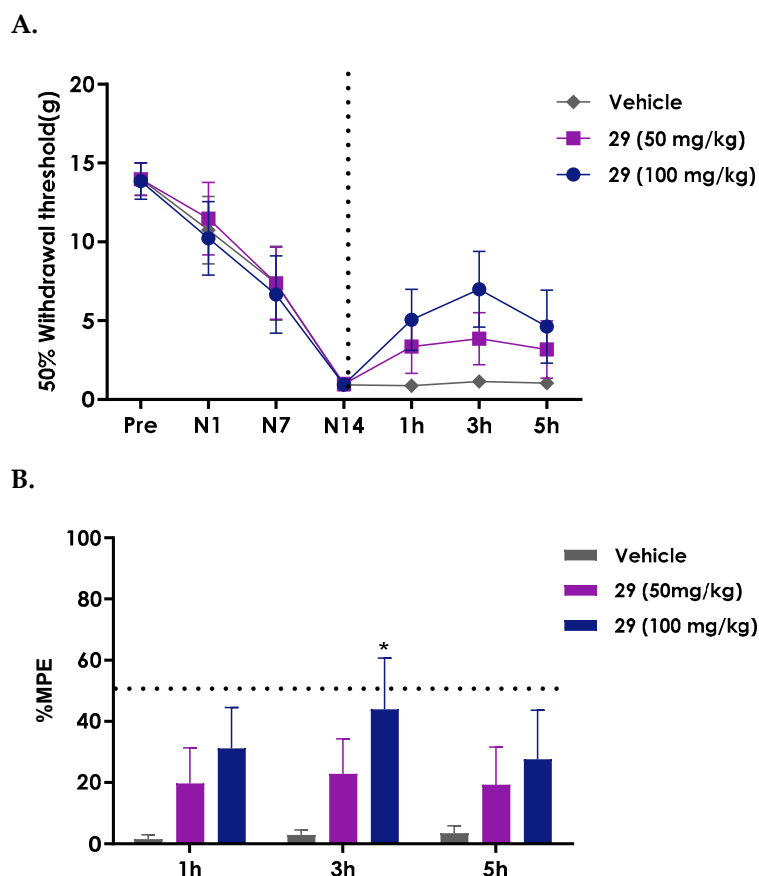 A.
50% Withdrawal threshold(g)
20
15
10
5
0
Pre N1 N7 N14 1h 3h 5h
Vehicle
29 (50 mg/kg)
29 (100 mg/kg)
B.
%MPE
100
80
60
40
20
0
*
1h 3h 5h
Vehicle
29 (50mg/kg)
29 (100 mg/kg)